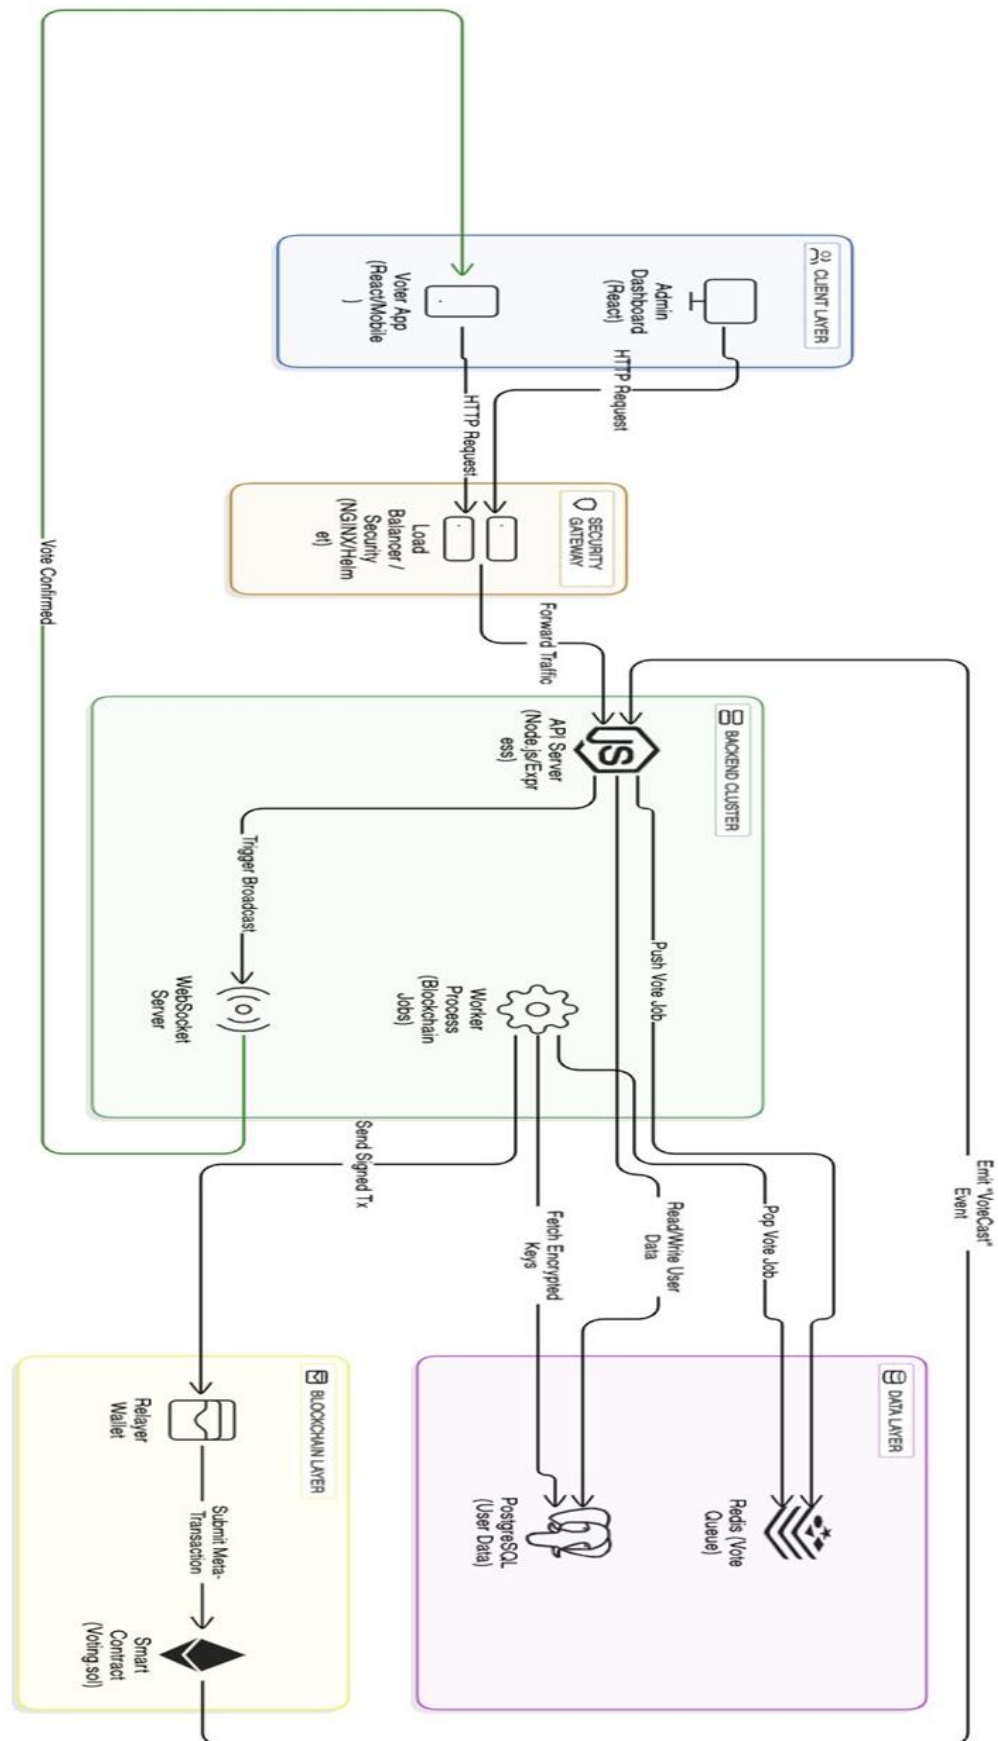 CLIENT LAYER
Admin
Dashboard
(React)
Voter App
(React/Mobile
)
HTTP Request
HTTP Request
SECURITY
GATEWAY
Load
Balancer /
Security
(NGINX/Helm
et)
Forward Traffic
BACKEND CLUSTER
JS
API Server
(Node.js/Expr
ess)
Trigger Broadcast
Push Vote Job
Worker
Process
(Blockchain
Jobs)
WebSocket
Server
Vote Confirmed
Send Signed Tx
Fetch Encrypted
Keys
Read/Write User
Data
Pop Vote Job
Emit "VoteCast"
Event
DATA LAYER
Redis (Vote
Queue)
PostgreSQL
(User Data)
BLOCKCHAIN LAYER
Relayer
Wallet
Submit Meta-
Transaction
Smart
Contract
(Voting.sol)